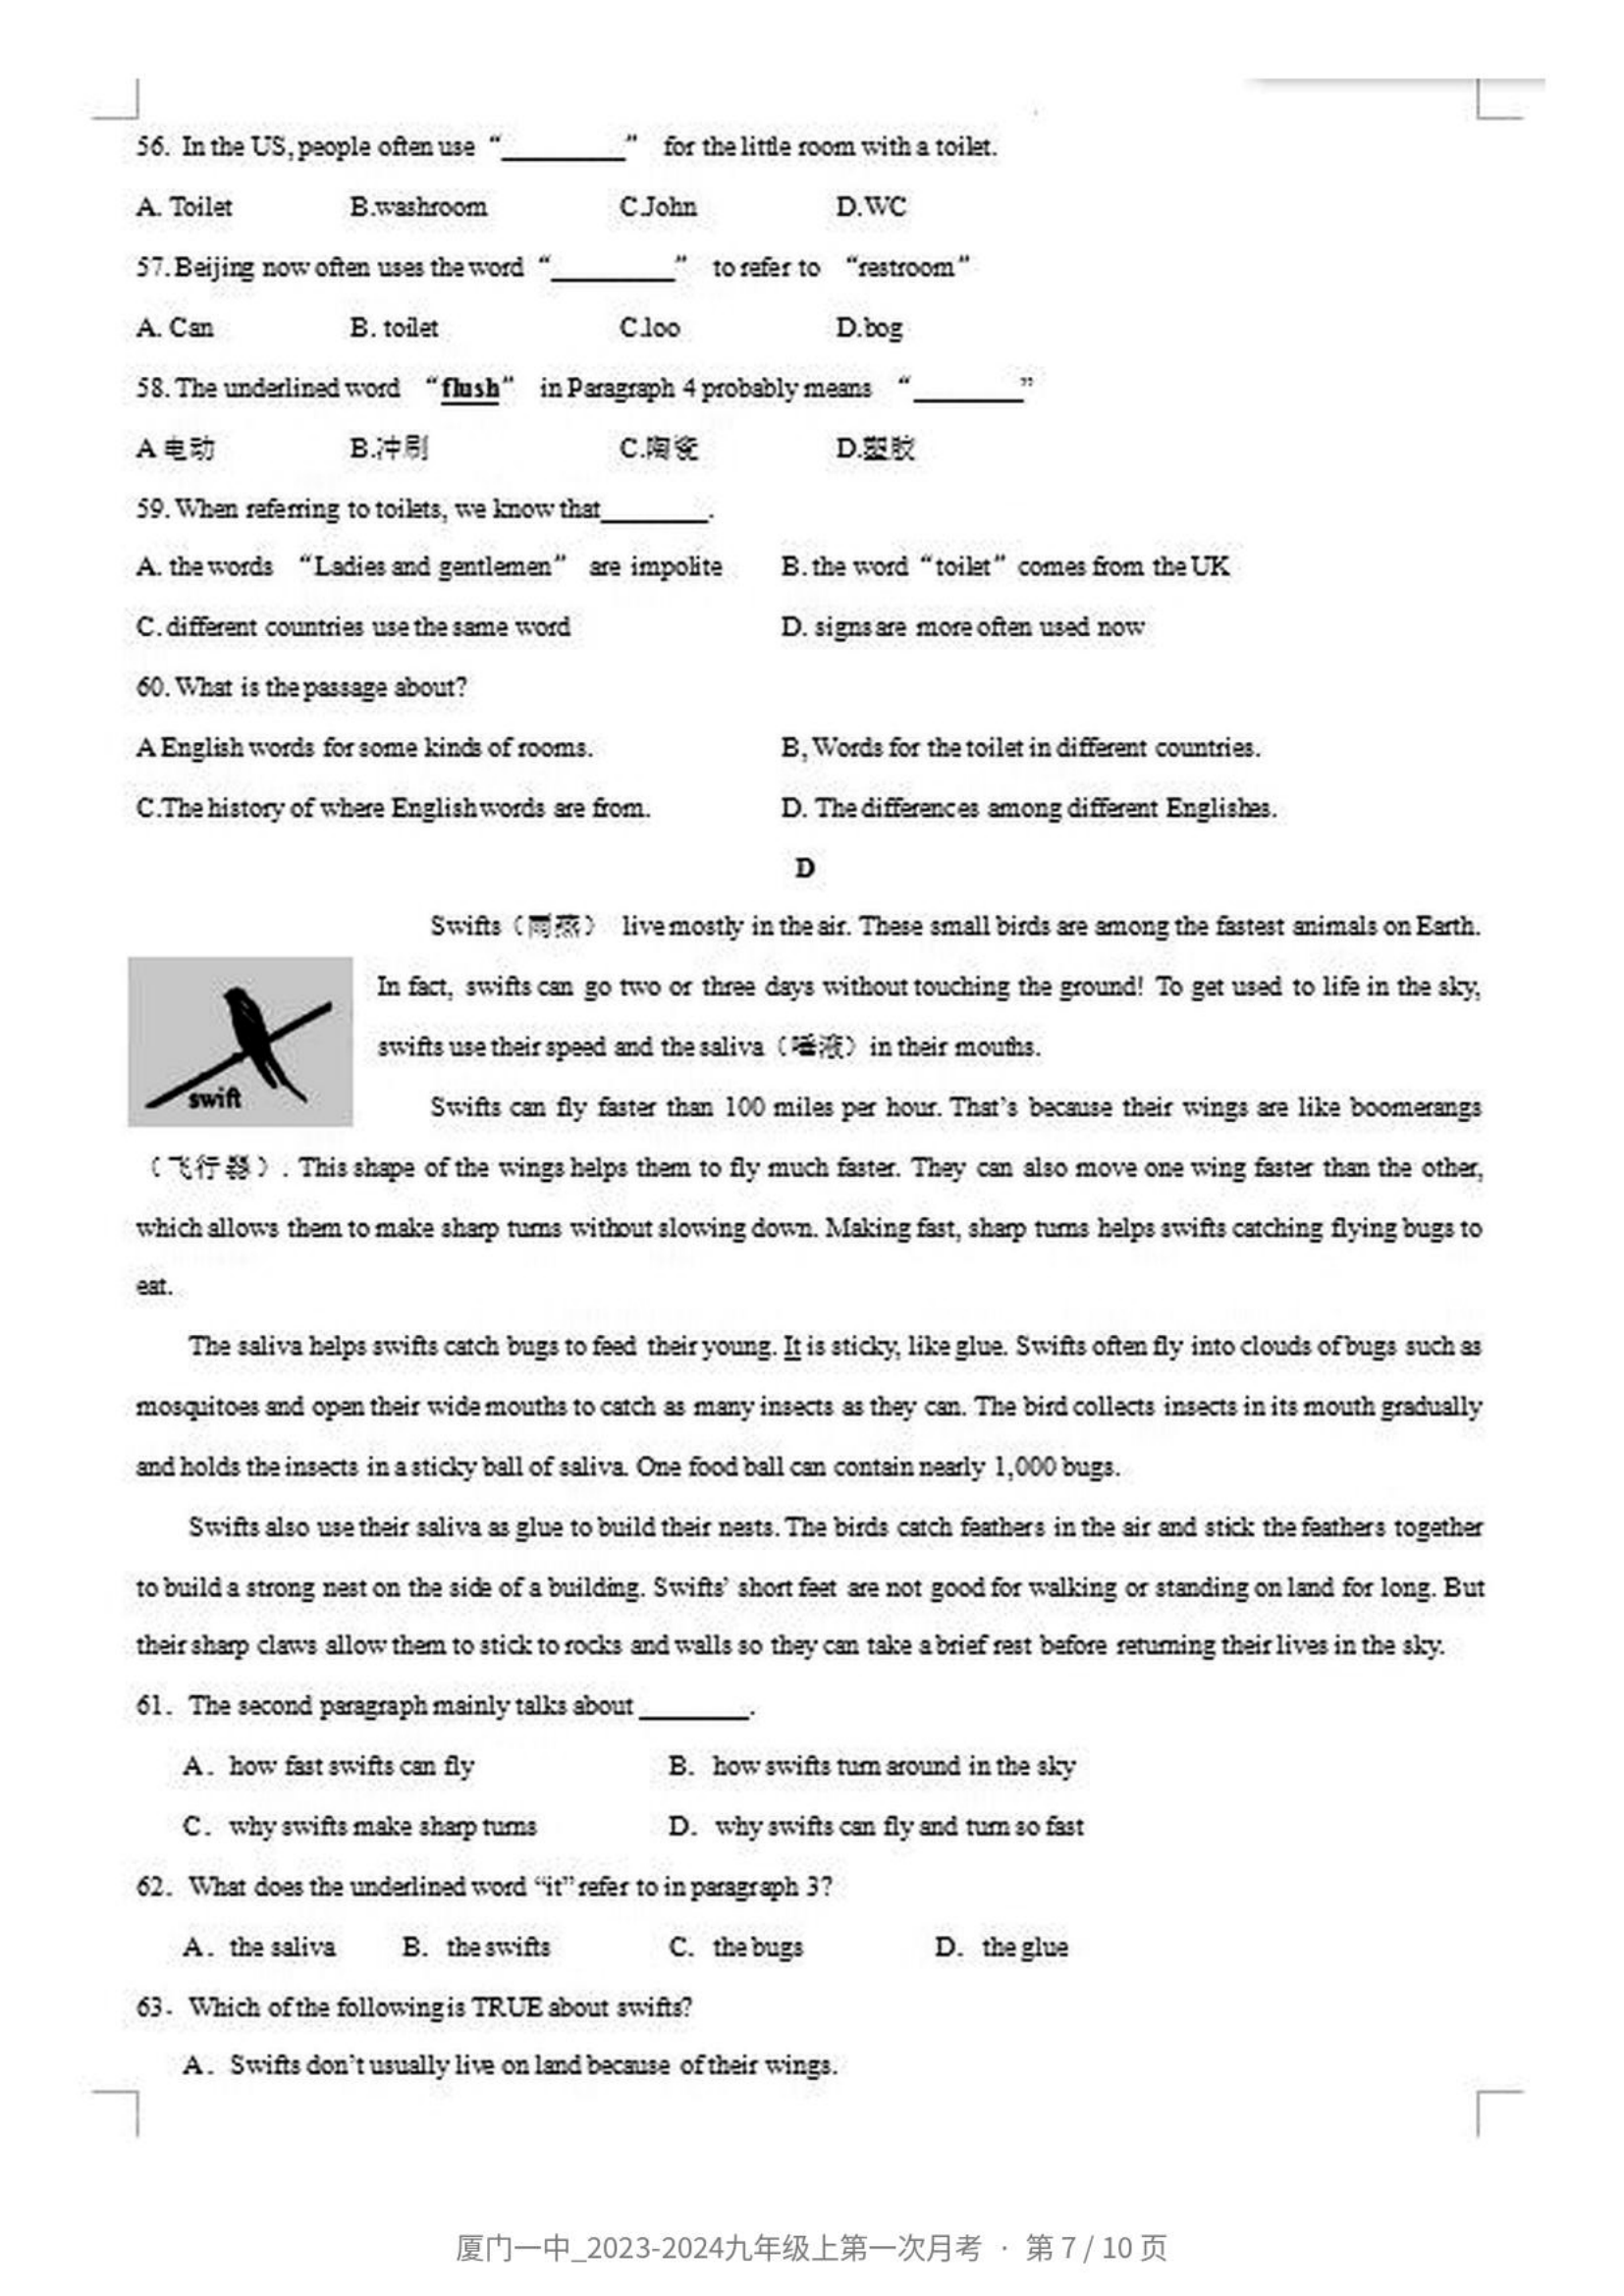 56. In the US, people often use “________” for the little room with a toilet.
A. Toilet B.washroom C.John D.WC
57. Beijing now often uses the word “________” to refer to “restroom”
A. Can B. toilet C.loo D.bog
58. The underlined word “flush” in Paragraph 4 probably means “_______”
A 电动 B.冲刷 C.陶瓷 D.塑胶
59. When referring to toilets, we know that_______.
A. the words “Ladies and gentlemen” are impolite B. the word “toilet” comes from the UK
C. different countries use the same word D. signs are more often used now
60. What is the passage about?
A English words for some kinds of rooms. B, Words for the toilet in different countries.
C.The history of where English words are from. D. The differences among different Englishes.
D
Swifts（雨燕） live mostly in the air. These small birds are among the fastest animals on Earth.
In fact, swifts can go two or three days without touching the ground! To get used to life in the sky,
swifts use their speed and the saliva（唾液）in their mouths.
swift
Swifts can fly faster than 100 miles per hour. That’s because their wings are like boomerangs
（飞行器）. This shape of the wings helps them to fly much faster. They can also move one wing faster than the other,
which allows them to make sharp turns without slowing down. Making fast, sharp turns helps swifts catching flying bugs to
eat.
The saliva helps swifts catch bugs to feed their young. It is sticky, like glue. Swifts often fly into clouds of bugs such as
mosquitoes and open their wide mouths to catch as many insects as they can. The bird collects insects in its mouth gradually
and holds the insects in a sticky ball of saliva. One food ball can contain nearly 1,000 bugs.
Swifts also use their saliva as glue to build their nests. The birds catch feathers in the air and stick the feathers together
to build a strong nest on the side of a building. Swifts’ short feet are not good for walking or standing on land for long. But
their sharp claws allow them to stick to rocks and walls so they can take a brief rest before returning their lives in the sky.
61. The second paragraph mainly talks about _______.
A. how fast swifts can fly B. how swifts turn around in the sky
C. why swifts make sharp turns D. why swifts can fly and turn so fast
62. What does the underlined word “it” refer to in paragraph 3?
A. the saliva B. the swifts C. the bugs D. the glue
63. Which of the following is TRUE about swifts?
A. Swifts don’t usually live on land because of their wings.
厦门一中_2023-2024九年级上第一次月考 · 第 7 / 10 页